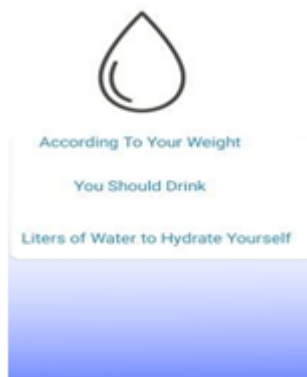 According To Your Weight
You Should Drink
Liters of Water to Hydrate Yourself